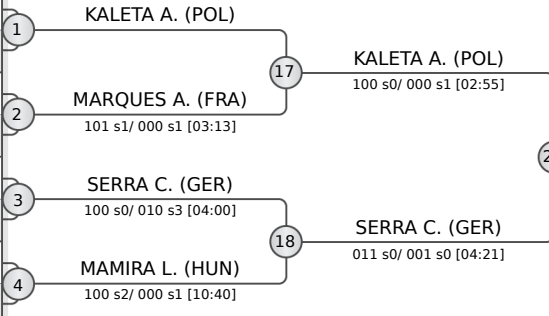 KALETA A. (POL)
1
17
KALETA A. (POL)
100 s0/ 000 s1 [02:55]
MARQUES A. (FRA)
2
101 s1/ 000 s1 [03:13]
2
SERRA C. (GER)
3
100 s0/ 010 s3 [04:00]
18
SERRA C. (GER)
011 s0/ 001 s0 [04:21]
MAMIRA L. (HUN)
4
100 s2/ 000 s1 [10:40]